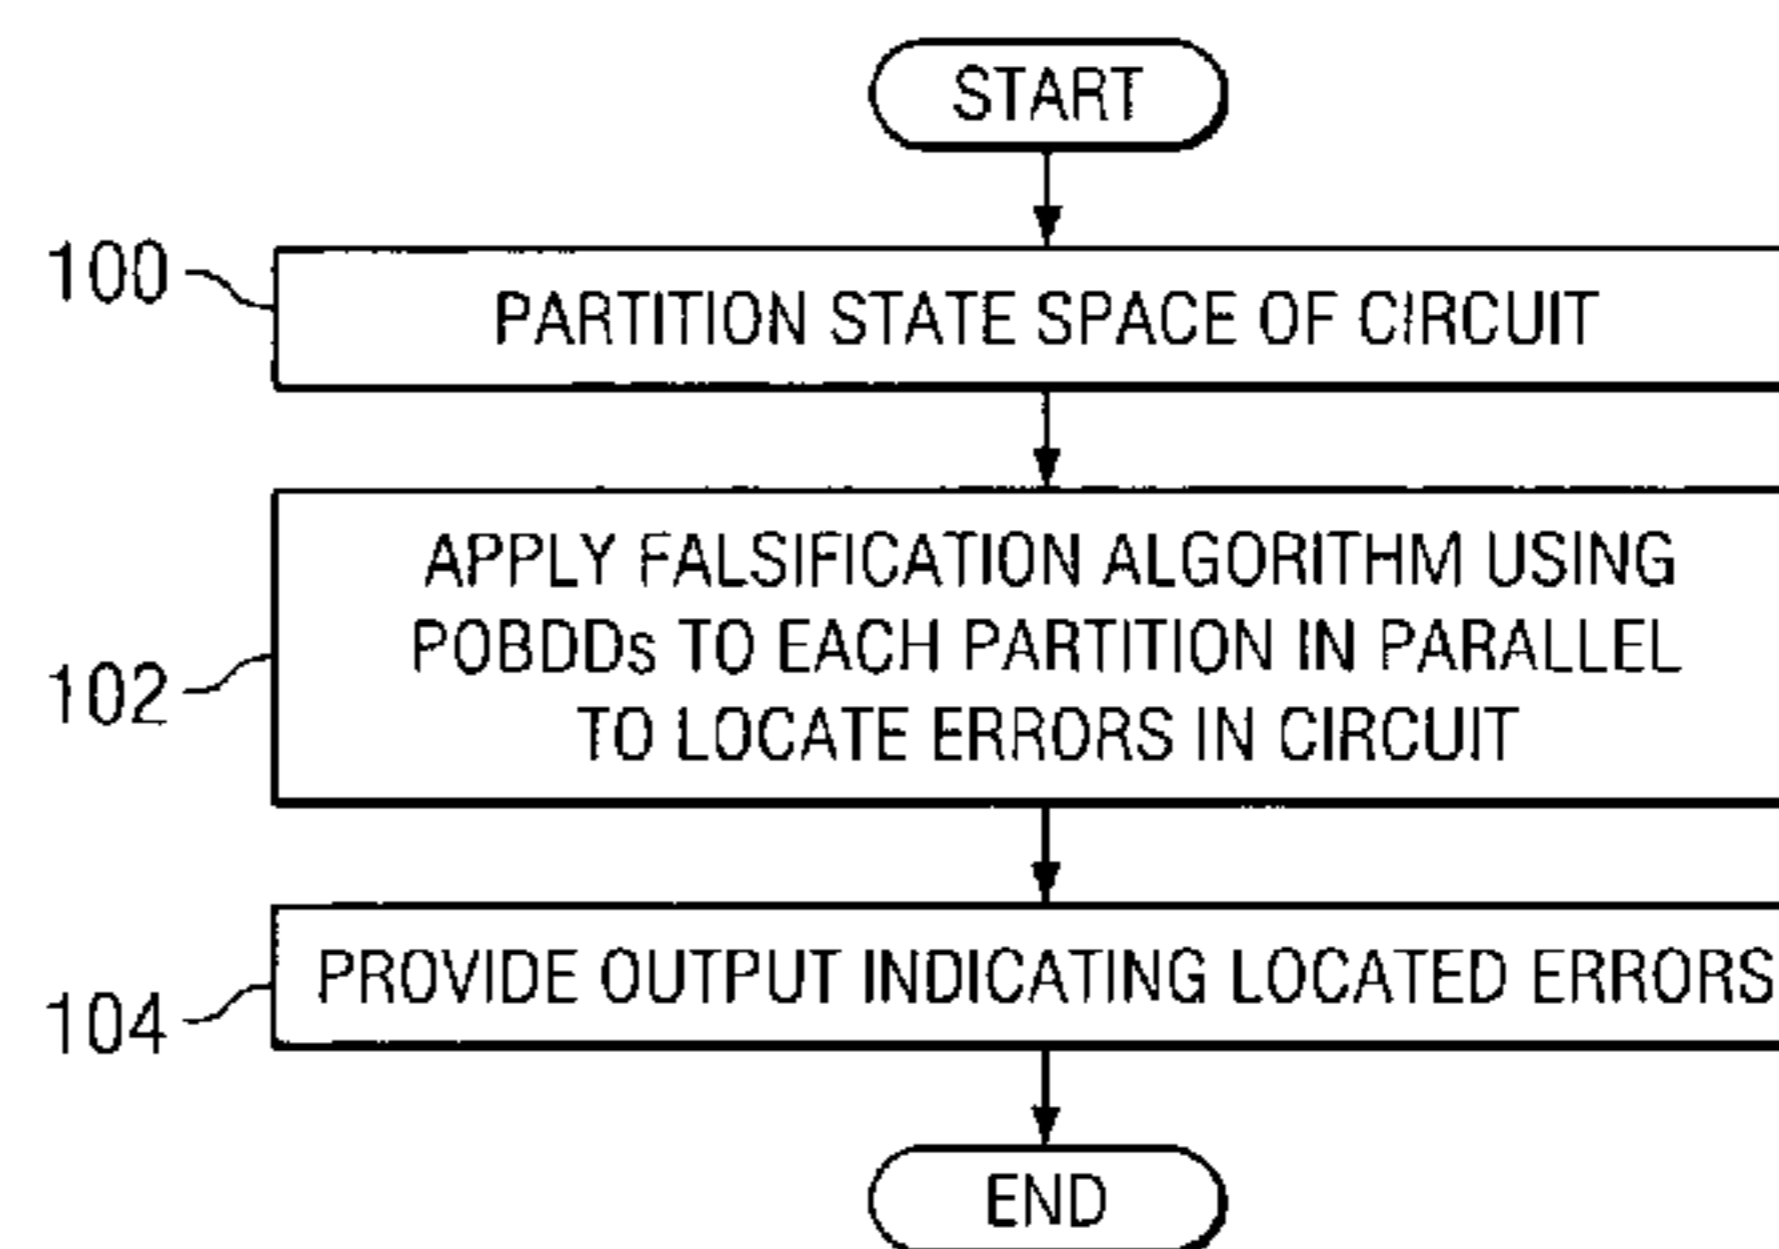 START
100
PARTITION STATE SPACE OF CIRCUIT
APPLY FALSIFICATION ALGORITHM USING
POBDDs TO EACH PARTITION IN PARALLEL
102
TO LOCATE ERRORS IN CIRCUIT
PROVIDE OUTPUT INDICATING LOCATED ERRORS
104
END